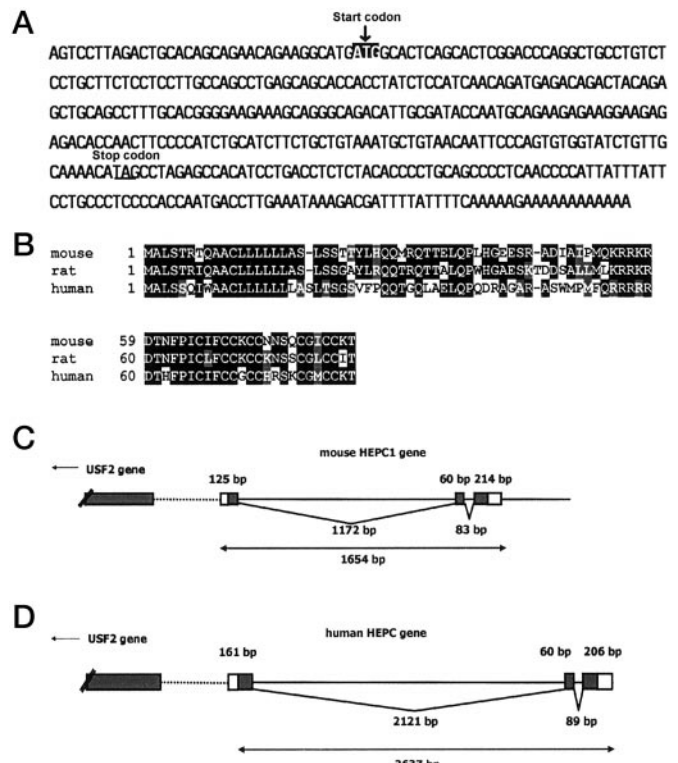 A
Start codon
AGTCCTTAGACTGCACAGCAGAACAGAAGGCATGATGGCACTCAGCACTCGGACCCAGGCTGCCTGTCT
CCTGCTTCTCCTCCTTGCCAGCCTGAGCAGCACCACCTATCTCCATCAACAGATGAGACAGACTACAGA
GCTGCAGCCTTTGCACGGGGAAGAAAGCAGGGCAGACATTGCGATACCAATGCAGAAGAGAAGGAAGAG
AGACACCAACTTCCCCATCTGCATCTTCTGCTGTAAATGCTGTAACAATTCCCAGTGTGGTATCTGTTG
Stop codon
CAAAACATAGCCTAGAGCCACATCCTGACCTCTCTACACCCCTGCAGCCCCTCAACCCCATTATTTATT
CCTGCCCTCCCCACCAATGACCTTGAAATAAAGACGATTTTATTTTCAAAAAGAAAAAAAAAAAA
B
mouse 1 MALSTRTQAACLLLLLLAS-LSSTTYLHQQMRQTTELQPLHGEESR-ADIAIPMQKRRKR
rat 1 MALSTRIQAACLLLLLLAS-LSSGAYLRQQTRQTTALQPWHGAESKTDDSALLMLKRRKR
human 1 MALSSQIWAACLLLLLLLASLTSGSVFPQQTGQLAELQPQDRAGAR-ASWMPMFQRRRRR
mouse 59 DTNFPICIFCCKCCNNSQCGICCKT
rat 60 DTNFPICLFCCKCCKNSSCGLCCIT
human 60 DTHFPICIFCCGCCHRSKCGMCCKT
C
mouse HEPC1 gene
USF2 gene
125 bp 60 bp 214 bp
1172 bp 83 bp
1654 bp
D
human HEPC gene
USF2 gene
161 bp 60 bp 206 bp
2121 bp 89 bp
2637 bp